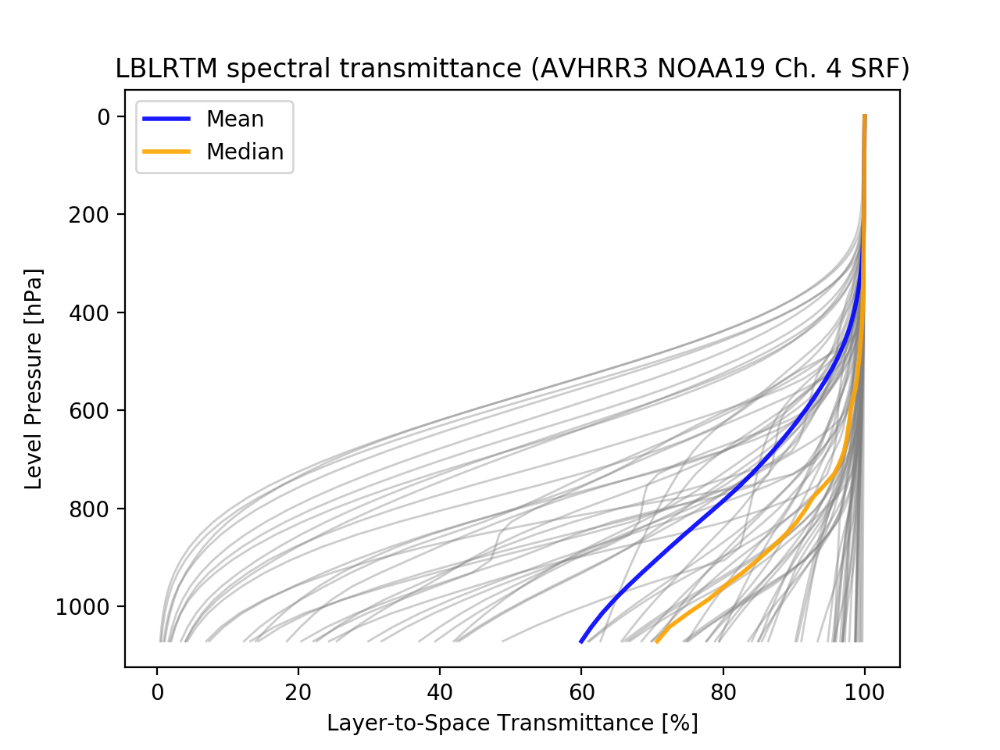 LBLRTM spectral transmittance (AVHRR3 NOAA19 Ch. 4 SRF)
Mean
Median
Level Pressure [hPa]
0
200
400
600
800
1000
0 20 40 60 80 100
Layer-to-Space Transmittance [%]